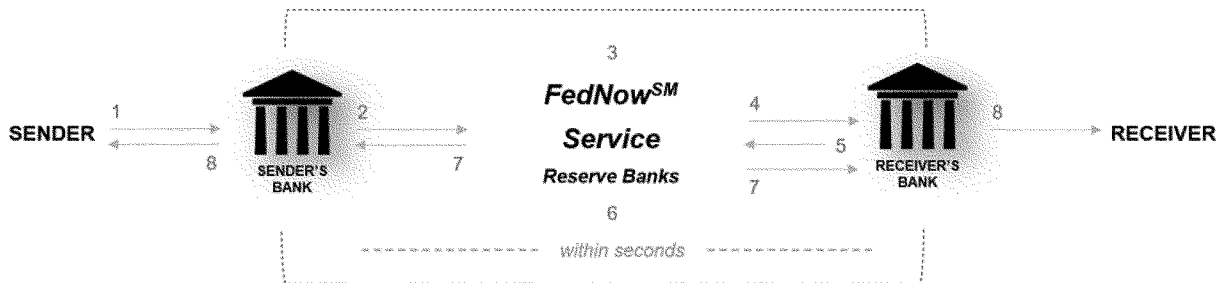 3
FedNow℠
1 2 4 8
SENDER Service RECEIVER
8 7 5
SENDER'S
BANK
Reserve Banks
RECEIVER'S
BANK
7
6
within seconds